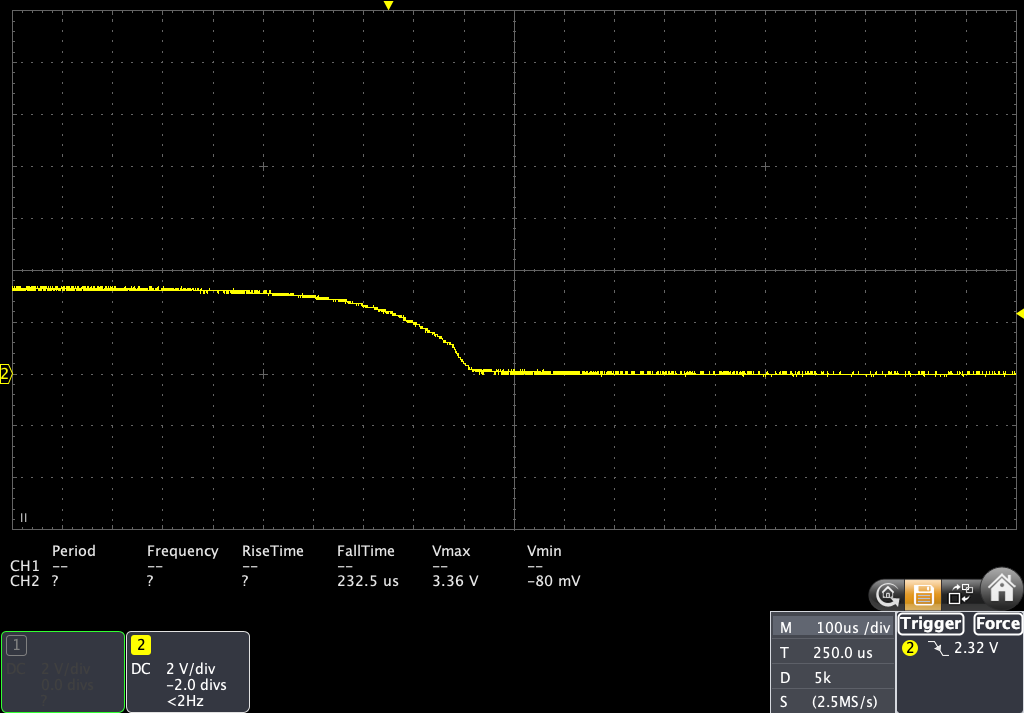 2
II
Period Frequency RiseTime FallTime Vmax Vmin
CH1 -- -- -- -- -- --
CH2 ? ? ? 232.5 us 3.36 V -80 mV
1
DC 2 V/div
0.0 divs
?
2
DC 2 V/div
-2.0 divs
<2Hz
M 100us /div
T 250.0 us
D 5k
S (2.5MS/s)
Trigger Force
2 2.32 V